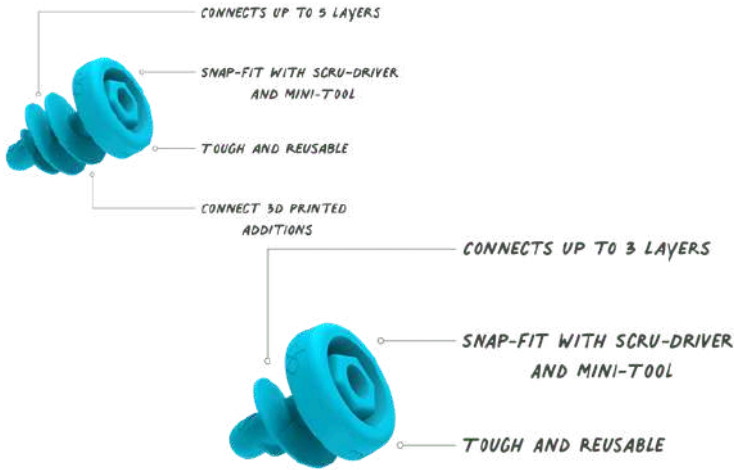 CONNECTS UP TO 5 LAYERS
SNAP-FIT WITH SCRU-DRIVER
AND MINI-TOOL
TOUGH AND REUSABLE
CONNECT 3D PRINTED
ADDITIONS
CONNECTS UP TO 3 LAYERS
SNAP-FIT WITH SCRU-DRIVER
AND MINI-TOOL
TOUGH AND REUSABLE